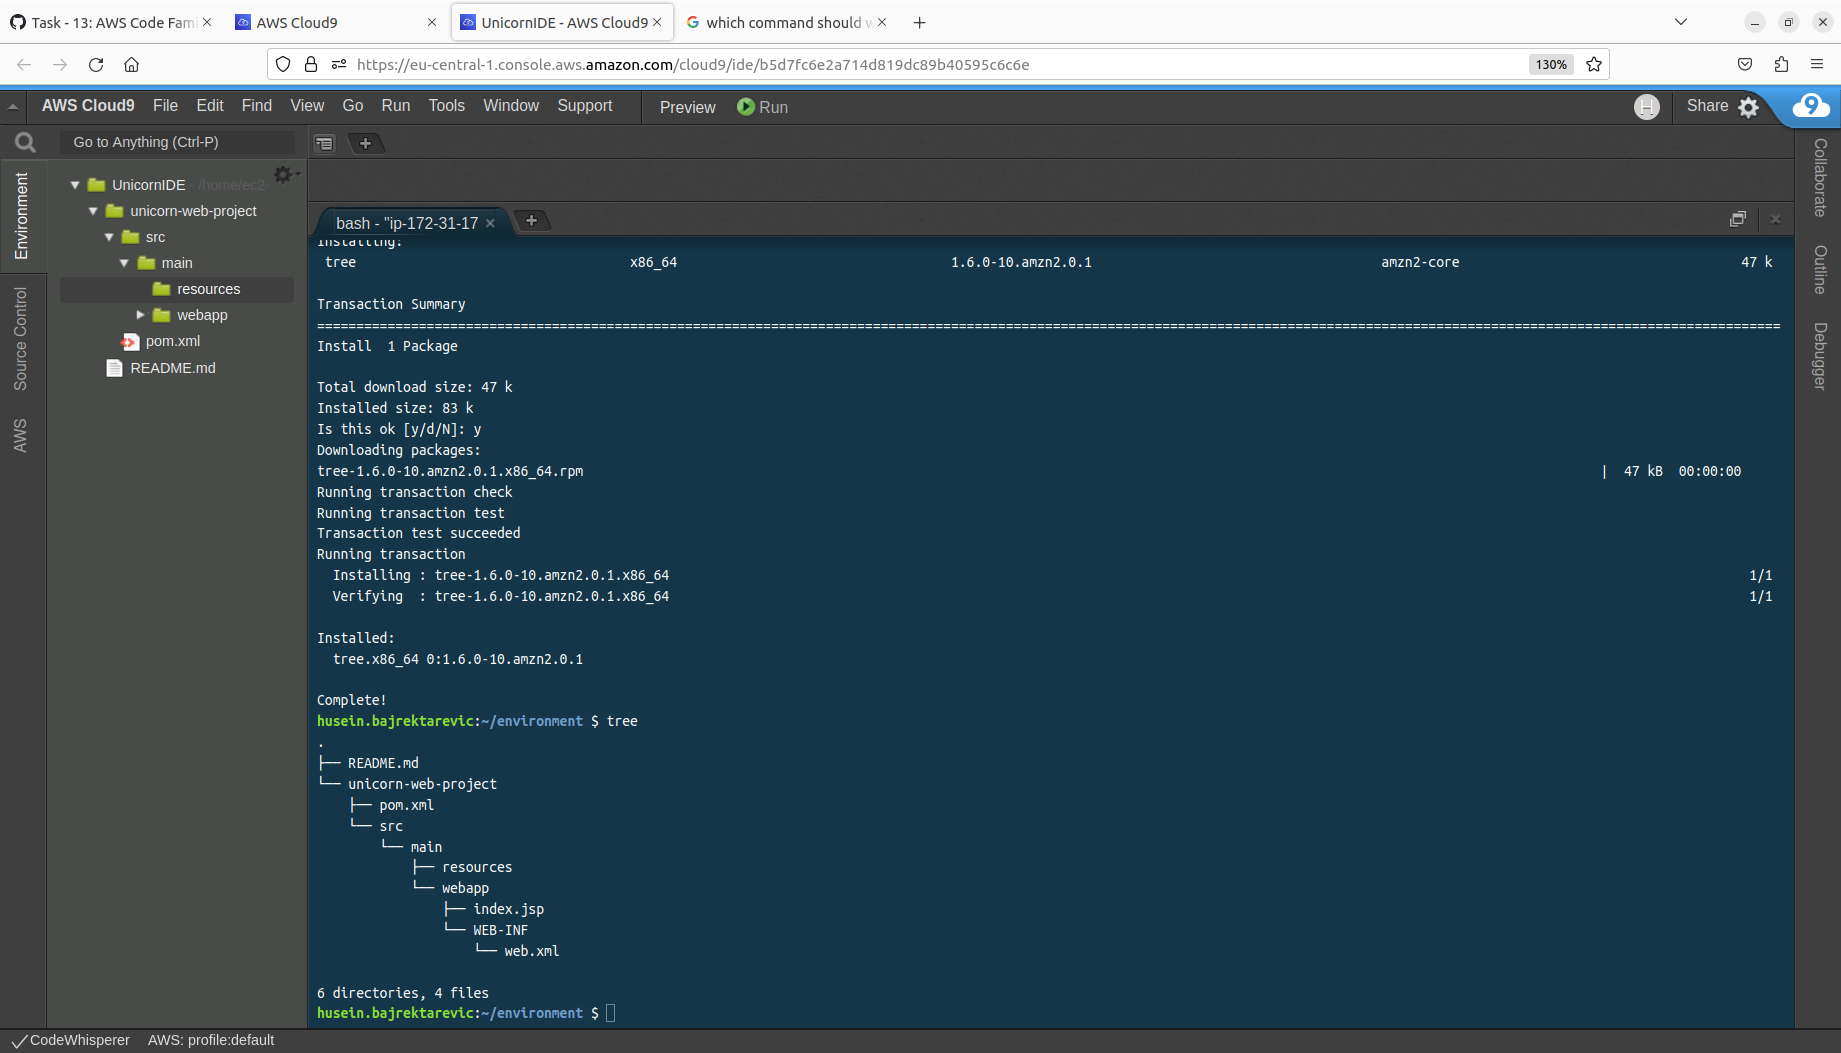 Task - 13: AWS Code Fam
AWS Cloud9
UnicornIDE - AWS Cloud9
which command should
https://eu-central-1.console.aws.amazon.com/cloud9/ide/b5d7fc6e2a714d819dc89b40595c6c6e
130%
AWS Cloud9 File Edit Find View Go Run Tools Window Support Preview Run
H Share 9
Go to Anything (Ctrl-P)
Environment
Source Control
AWS
UnicornIDE - /home/ec2-
unicorn-web-project
src
main
resources
webapp
pom.xml
README.md
bash - "ip-172-31-17
Installing:
tree x86_64 1.6.0-10.amzn2.0.1 amzn2-core 47 k
Transaction Summary
================================================================================
Install  1 Package
Total download size: 47 k
Installed size: 83 k
Is this ok [y/d/N]: y
Downloading packages:
tree-1.6.0-10.amzn2.0.1.x86_64.rpm | 47 kB 00:00:00
Running transaction check
Running transaction test
Transaction test succeeded
Running transaction
  Installing : tree-1.6.0-10.amzn2.0.1.x86_64 1/1
  Verifying  : tree-1.6.0-10.amzn2.0.1.x86_64 1/1
Installed:
  tree.x86_64 0:1.6.0-10.amzn2.0.1
Complete!
husein.bajrektarevic:~/environment $ tree
.
├── README.md
└── unicorn-web-project
    ├── pom.xml
    └── src
        └── main
            ├── resources
            └── webapp
                ├── index.jsp
                └── WEB-INF
                    └── web.xml
6 directories, 4 files
husein.bajrektarevic:~/environment $
Collaborate
Outline
Debugger
CodeWhisperer AWS: profile:default